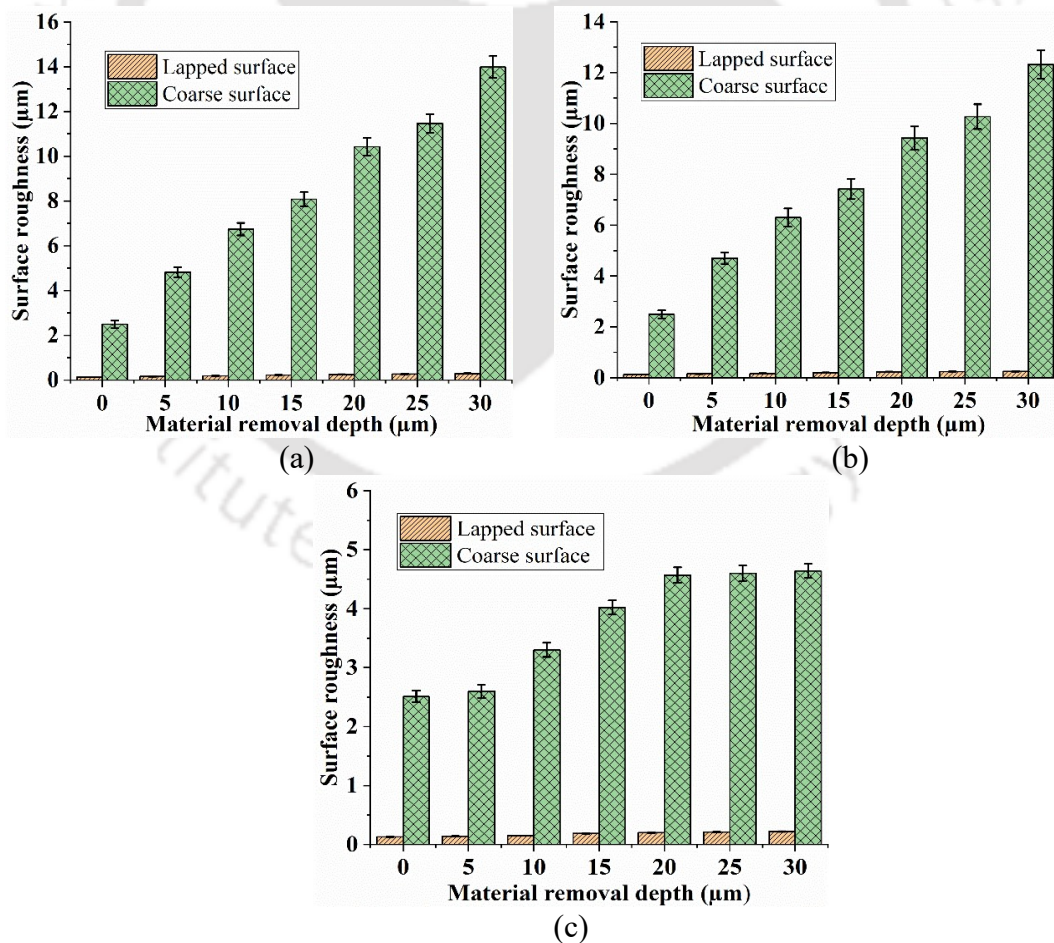 16
14
12
10
8
6
4
2
0
Surface roughness (µm)
Lapped surface
Coarse surface
0 5 10 15 20 25 30
Material removal depth (µm)
(a)
14
12
10
8
6
4
2
0
Surface roughness (µm)
Lapped surface
Coarse surface
0 5 10 15 20 25 30
Material removal depth (µm)
(b)
6
5
4
3
2
1
0
Surface roughness (µm)
Lapped surface
Coarse surface
0 5 10 15 20 25 30
Material removal depth (µm)
(c)